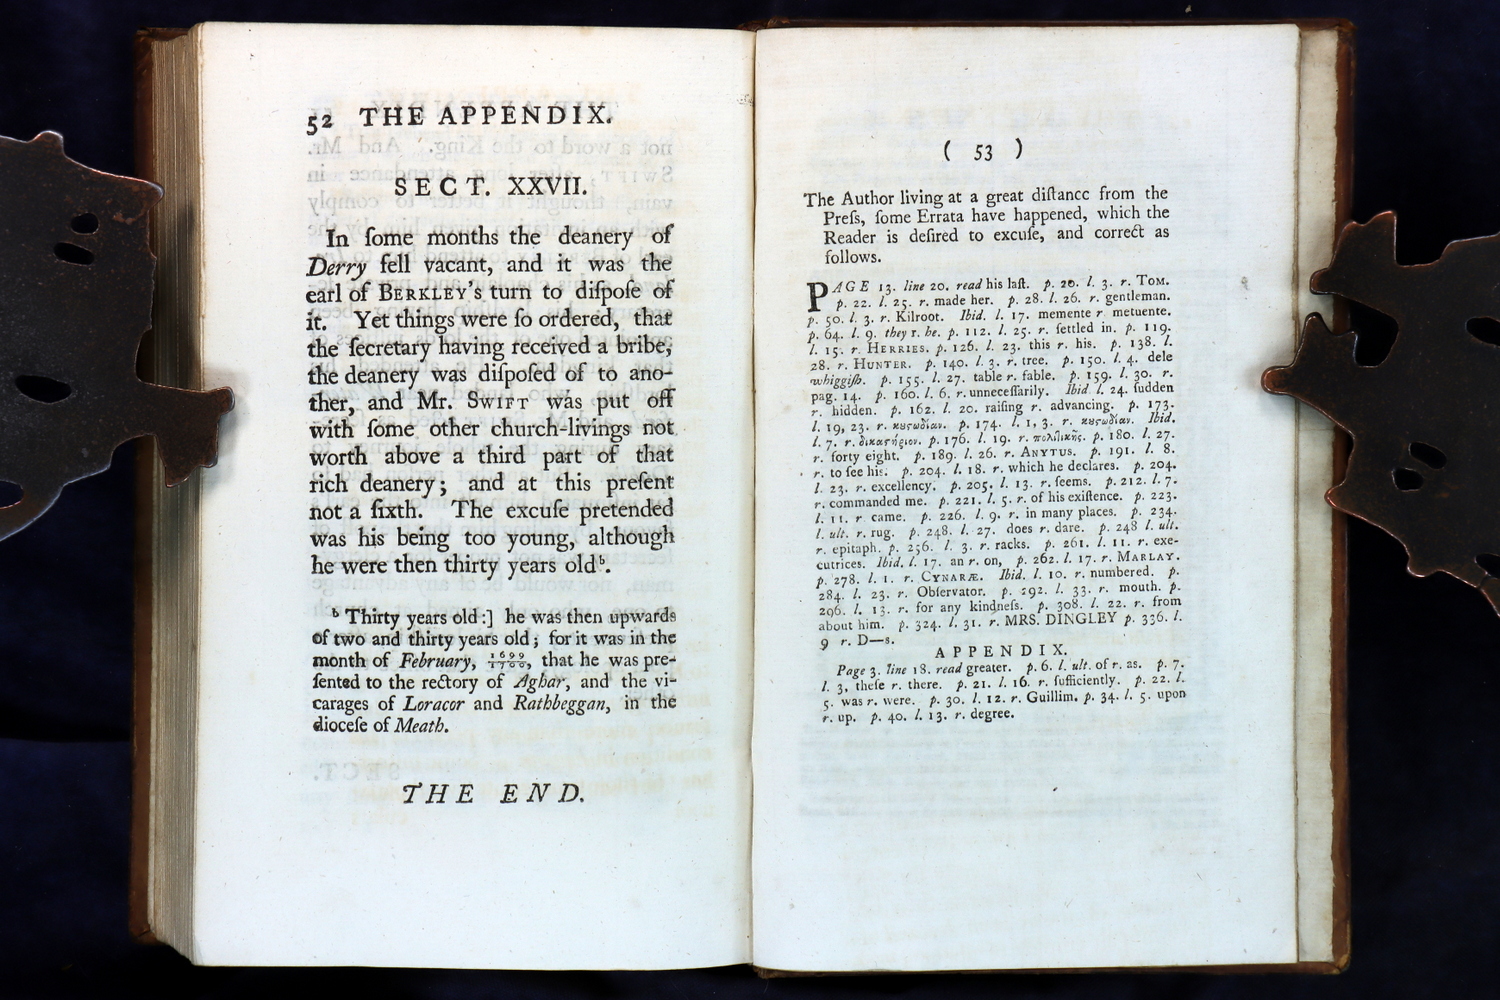 52 THE APPENDIX.
SECT. XXVII.
In ſome months the deanery of
Derry fell vacant, and it was the
earl of BERKLEY's turn to diſpoſe of
it. Yet things were ſo ordered, that
the ſecretary having received a bribe,
the deanery was diſpoſed of to ano-
ther, and Mr. SWIFT was put off
with ſome other church-livings not
worth above a third part of that
rich deanery; and at this preſent
not a ſixth. The excuſe pretended
was his being too young, although
he were then thirty years old ᵇ.
ᵇ Thirty years old:] he was then upwards
of two and thirty years old; for it was in the
month of February, 1699/1700, that he was pre-
ſented to the rectory of Aghar, and the vi-
carages of Loracor and Rathbeggan, in the
dioceſe of Meath.
THE END.
( 53 )
The Author living at a great diſtance from the
Preſs, ſome Errata have happened, which the
Reader is deſired to excuſe, and correct as
follows.
PAGE 13. line 20. read his laſt. p. 20. l. 3. r. TOM.
p. 22. l. 25. r. made her. p. 28. l. 26. r. gentleman.
p. 50. l. 3. r. Kilroot. Ibid. l. 17. memente r. metuente.
p. 64. l. 9. they r. he. p. 112. l. 25. r. ſettled in. p. 119.
l. 15. r. HERRIES. p. 126. l. 23. this r. his. p. 138. l.
28. r. HUNTER. p. 140. l. 3. r. tree. p. 150. l. 4. dele
whiggiſh. p. 155. l. 27. table r. fable. p. 159. l. 30. r.
pag. 14. p. 160. l. 6. r. unneceſſarily. Ibid l. 24. ſudden
r. hidden. p. 162. l. 20. raiſing r. advancing. p. 173.
l. 19, 23. r. κυςωδίαν. p. 174. l. 1, 3. r. κυςωδίαν. Ibid.
l. 7. r. δικαςήριον. p. 176. l. 19. r. πολιτικῆς. p. 180. l. 27.
r. forty eight. p. 189. l. 26. r. ANYTUS. p. 191. l. 8.
r. to ſee his. p. 204. l. 18. r. which he declares. p. 204.
l. 23. r. excellency. p. 205. l. 13. r. ſeems. p. 212. l. 7.
r. commanded me. p. 221. l. 5. r. of his exiſtence. p. 223.
l. 11. r came. p. 226. l. 9. r. in many places. p. 234.
l. ult. r. rug. p. 248. l. 27. does r. dare. p. 248 l. ult.
r. epitaph. p. 256. l. 3. r. racks. p. 261. l. 11. r. exe-
cutrices. Ibid. l. 17. an r. on, p. 262. l. 17. r. MARLAY.
p. 278. l. 1. r. CYNARÆ. Ibid. l. 10. r. numbered. p.
284. l. 23. r. Obſervator. p. 292. l. 33. r. mouth. p.
296. l. 13. r. for any kindneſs. p. 308. l. 22. r. from
about him. p. 324. l. 31. r. MRS. DINGLEY p. 336. l.
9 r. D—s.
APPENDIX.
Page 3. line 18. read greater. p. 6. l. ult. of r. as. p. 7.
l. 3, theſe r. there. p. 21. l. 16. r. ſufficiently. p. 22. l.
5. was r. were. p. 30. l. 12. r. Guillim. p. 34. l. 5. upon
r. up. p. 40. l. 13. r. degree.